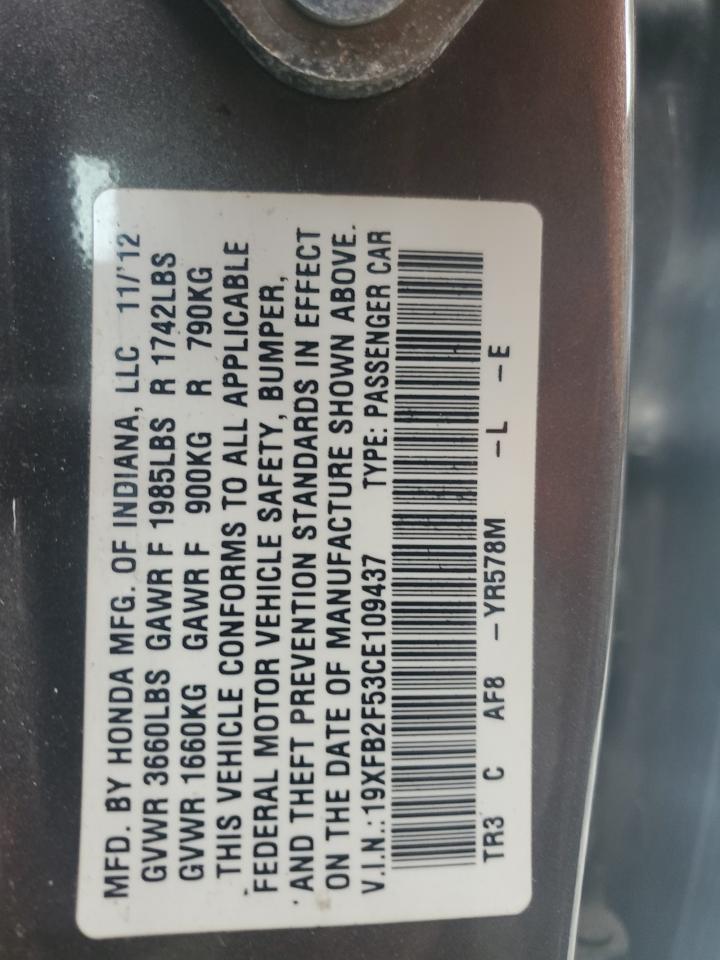 MFD. BY HONDA MFG. OF INDIANA, LLC 11/'12
GVWR 3660LBS GAWR F 1985LBS R 1742LBS
GVWR 1660KG GAWR F 900KG R 790KG
THIS VEHICLE CONFORMS TO ALL APPLICABLE
FEDERAL MOTOR VEHICLE SAFETY, BUMPER,
AND THEFT PREVENTION STANDARDS IN EFFECT
ON THE DATE OF MANUFACTURE SHOWN ABOVE.
V.I.N.:19XFB2F53CE109437 TYPE: PASSENGER CAR
TR3 C AF8 -YR578M -L -E